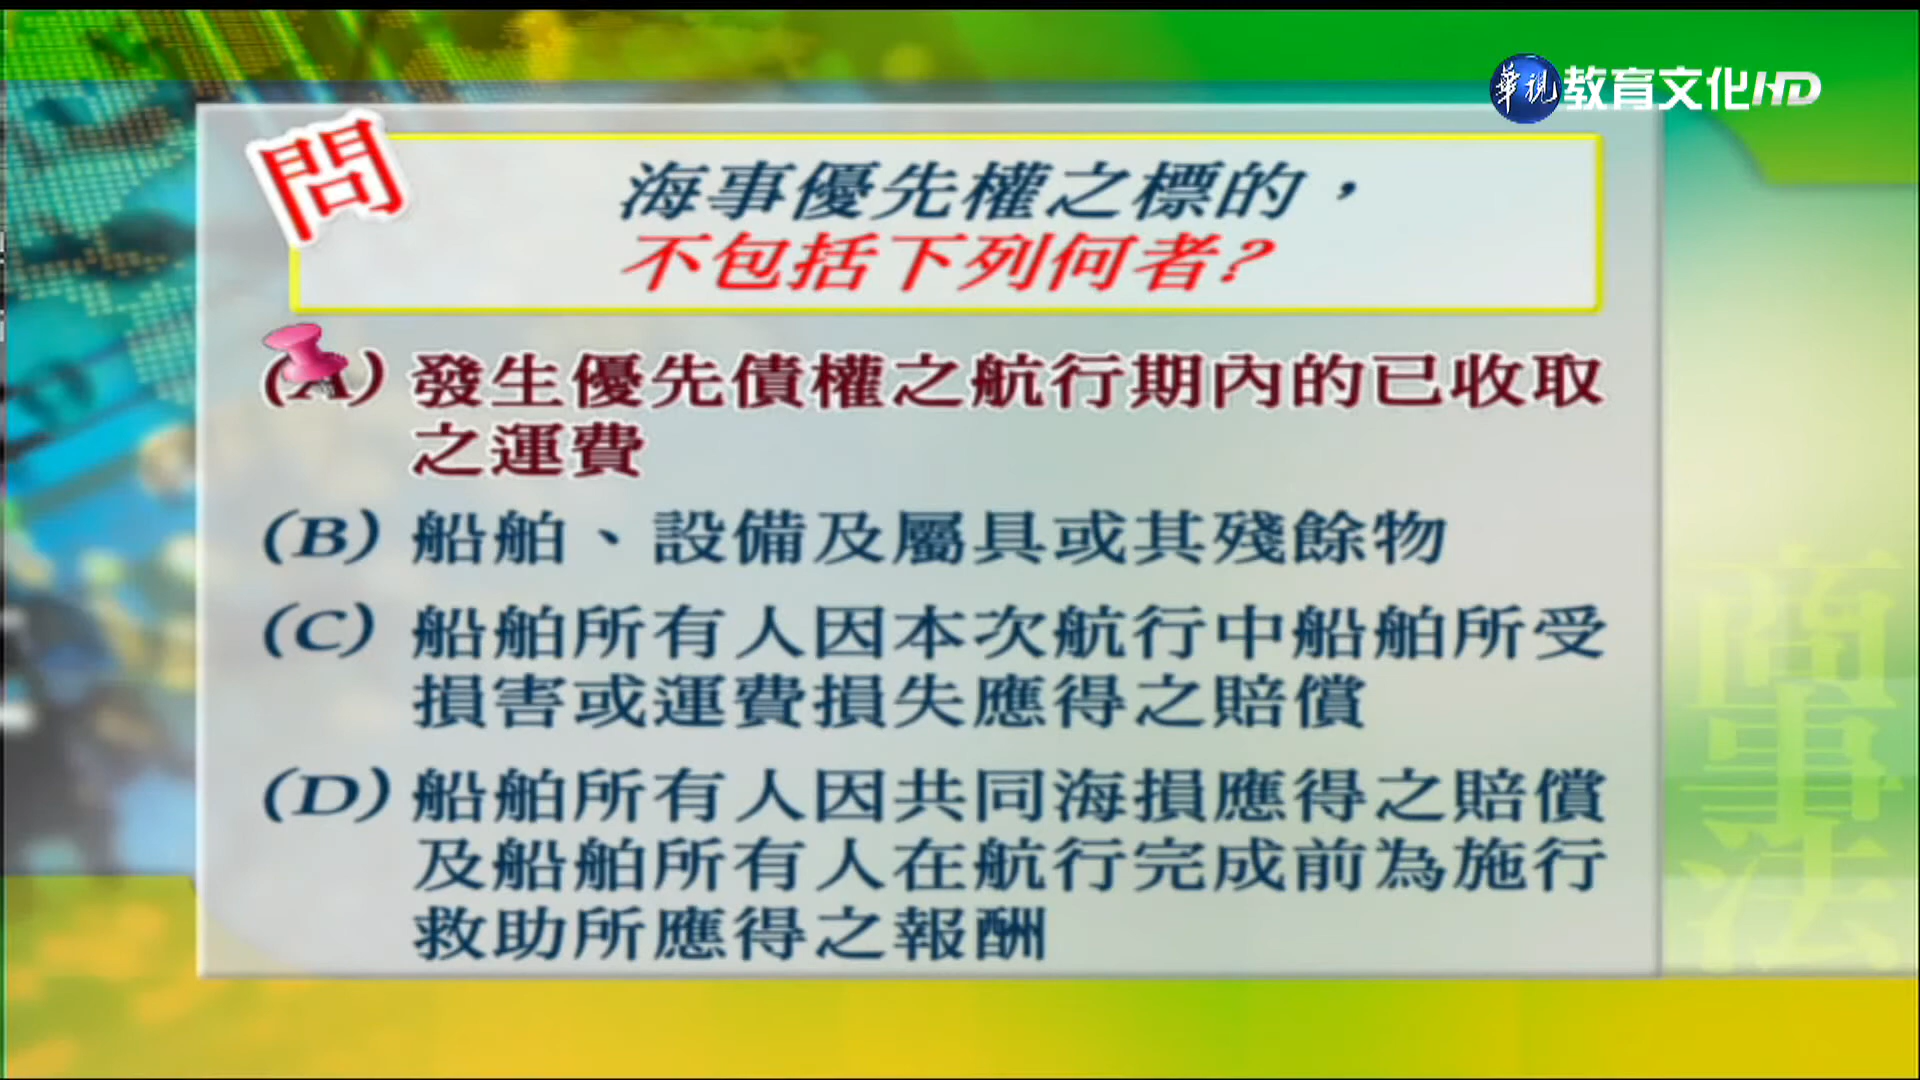 華視 教育文化HD
問
海事優先權之標的，
不包括下列何者?
(A) 發生優先債權之航行期內的已收取
之運費
(B) 船舶、設備及屬具或其殘餘物
(C) 船舶所有人因本次航行中船舶所受
損害或運費損失應得之賠償
(D) 船舶所有人因共同海損應得之賠償
及船舶所有人在航行完成前為施行
救助所應得之報酬
商事法